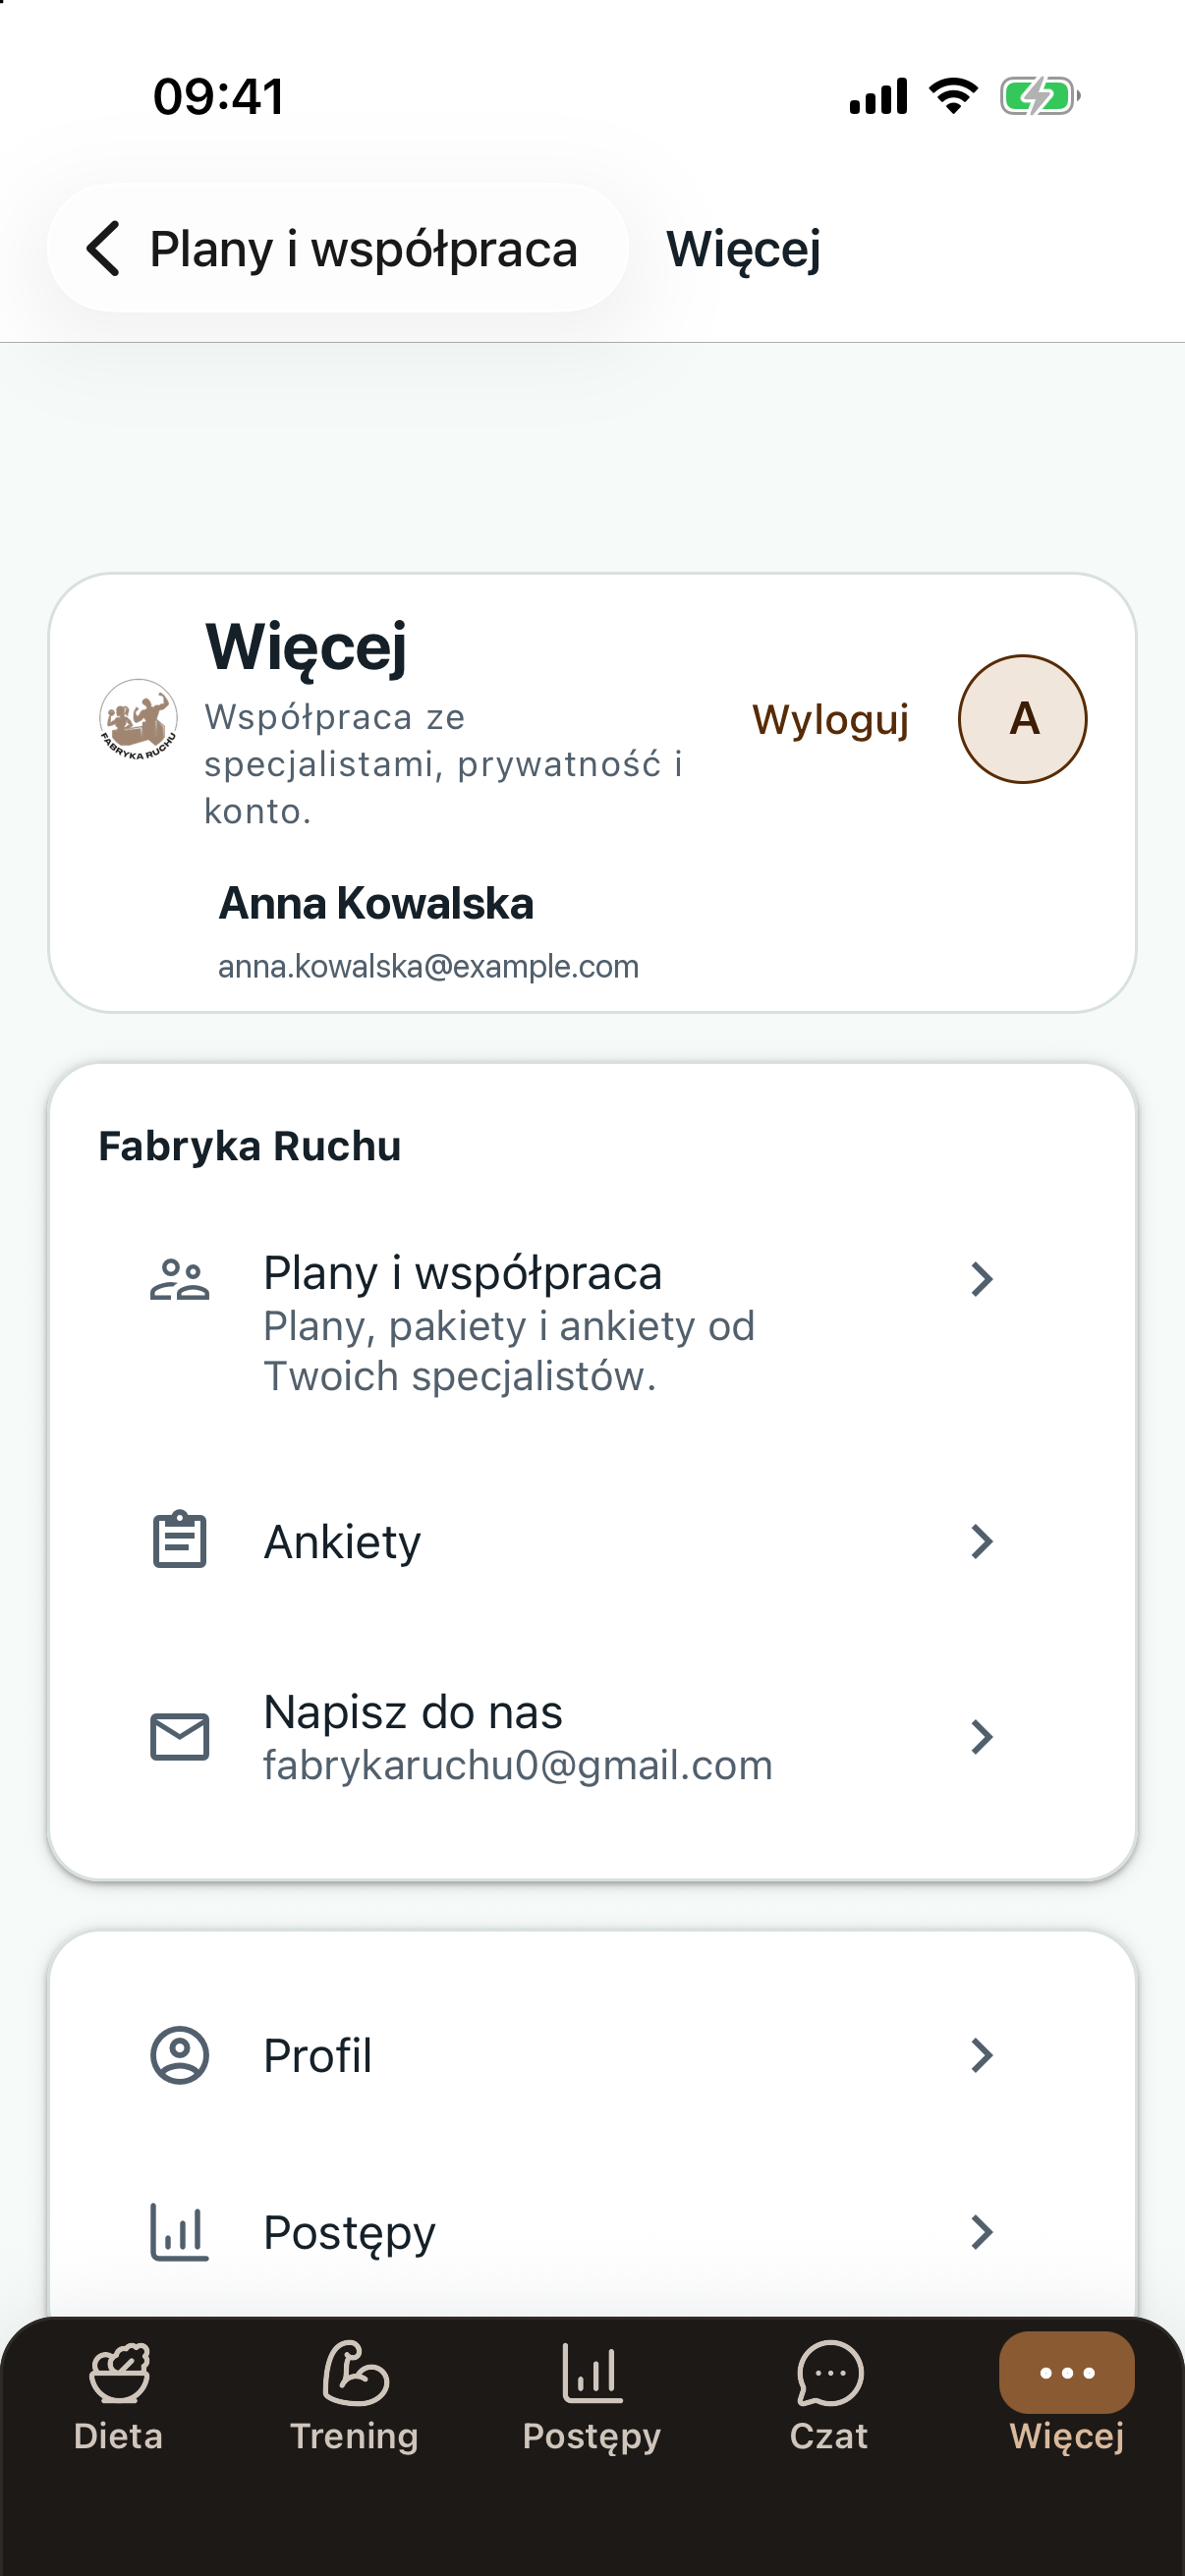 09:41
Plany i współpraca
Więcej
Więcej
Współpraca ze
specjalistami, prywatność i
konto.
Wyloguj
A
FABRYKA RUCHU
Anna Kowalska
anna.kowalska@example.com
Fabryka Ruchu
Plany i współpraca
Plany, pakiety i ankiety od
Twoich specjalistów.
Ankiety
Napisz do nas
fabrykaruchu0@gmail.com
Profil
Postępy
Dieta
Trening
Postępy
Czat
Więcej